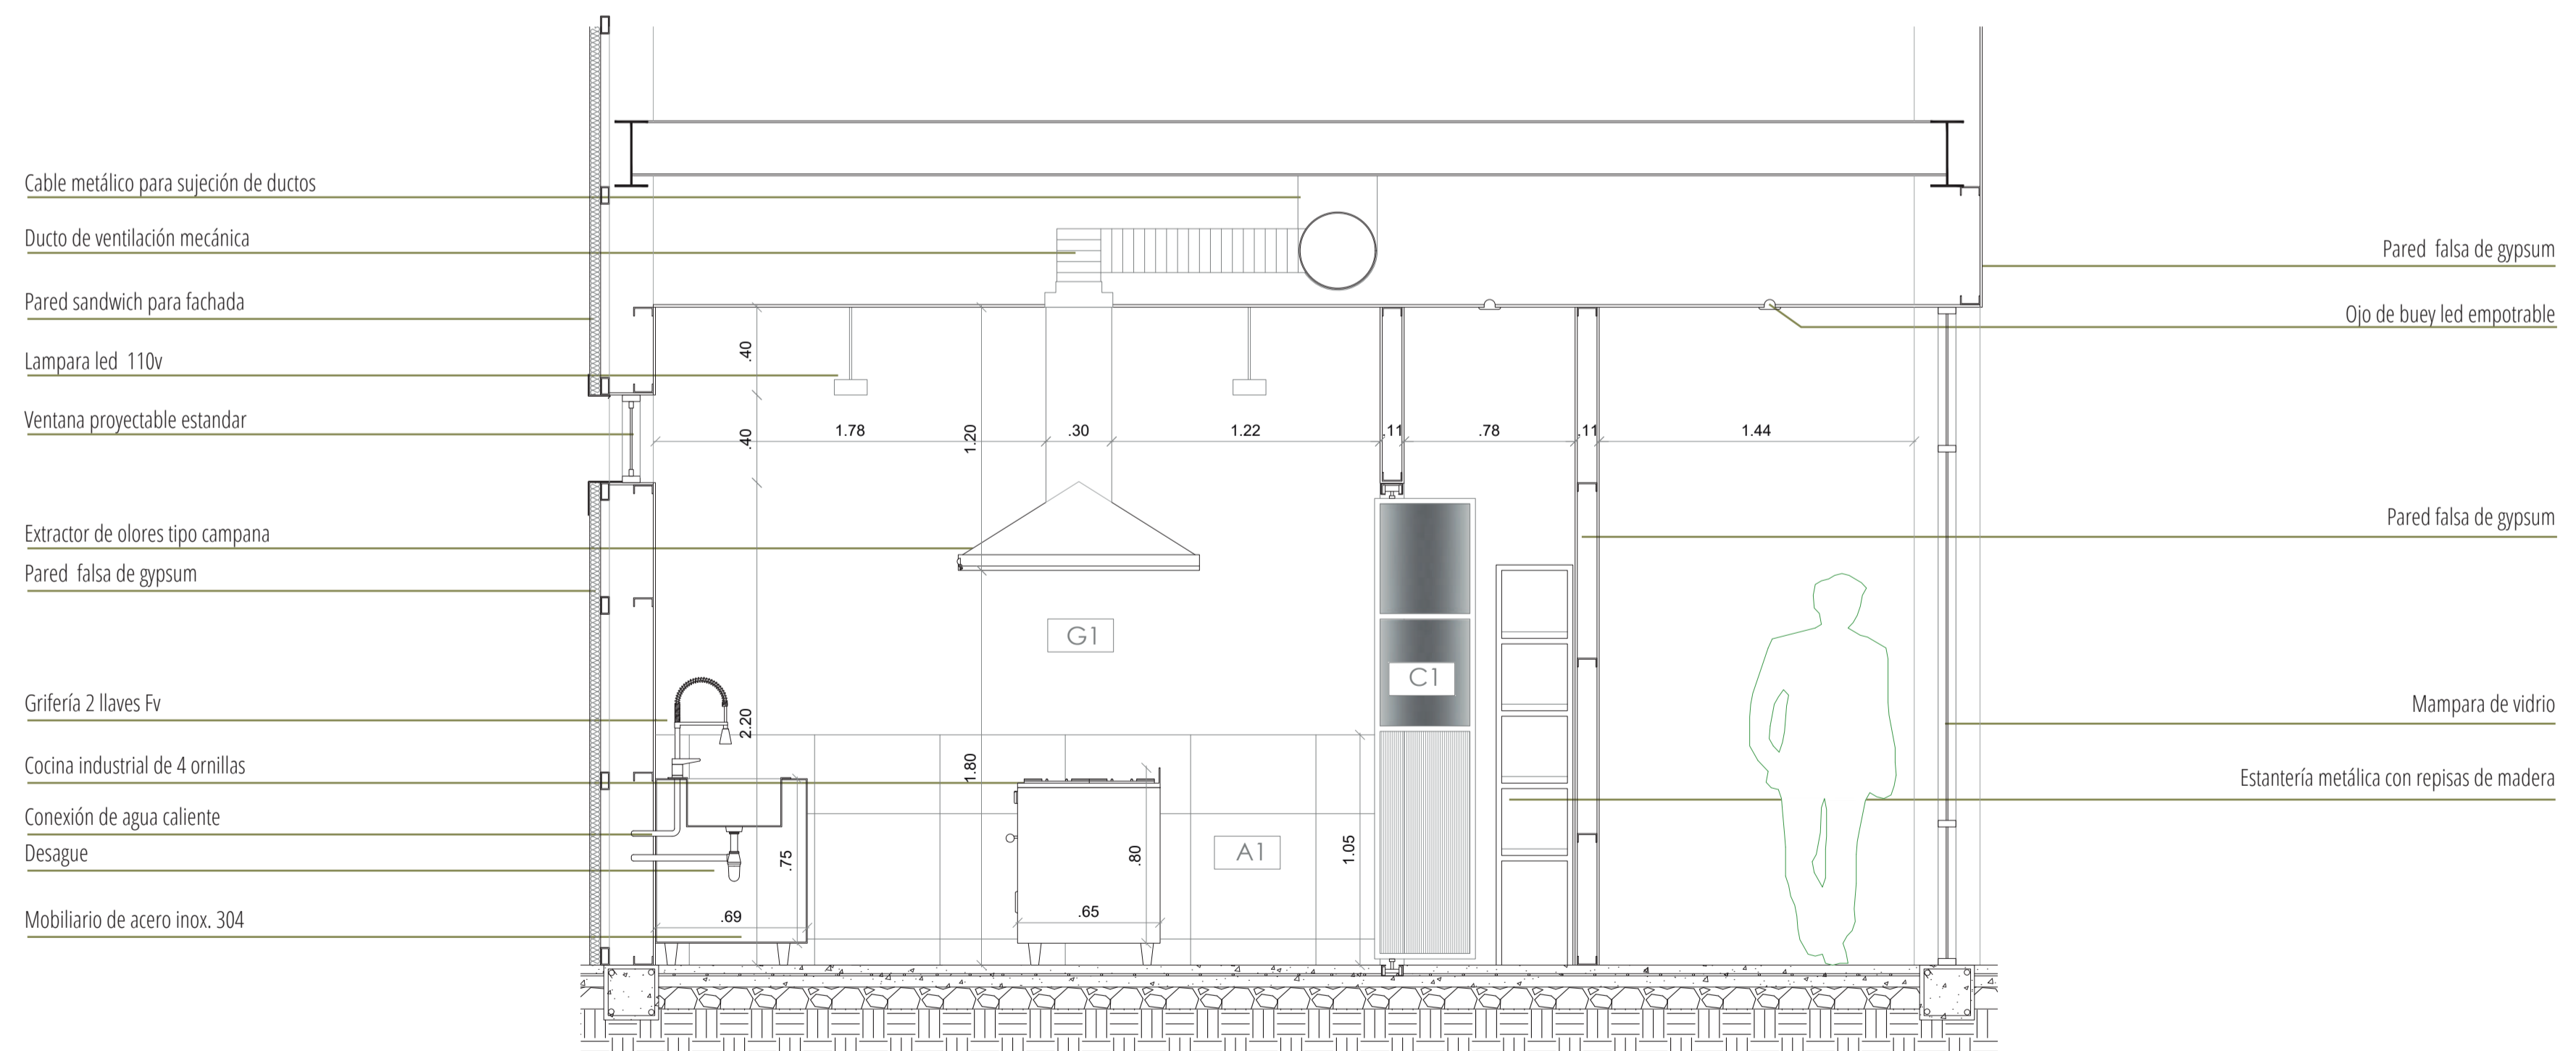 Cable metálico para sujeción de ductos
Ducto de ventilación mecánica
Pared sandwich para fachada
Lampara led 110v
Ventana proyectable estandar
Extractor de olores tipo campana
Pared falsa de gypsum
Grifería 2 llaves Fv
Cocina industrial de 4 ornillas
Conexión de agua caliente
Desague
Mobiliario de acero inox. 304
.40
.40
2.20
1.20
1.80
1.78
.30
1.22
.11
.78
.11
1.44
G1
C1
A1
.75
.69
.80
.65
1.05
Pared falsa de gypsum
Ojo de buey led empotrable
Pared falsa de gypsum
Mampara de vidrio
Estantería metálica con repisas de madera